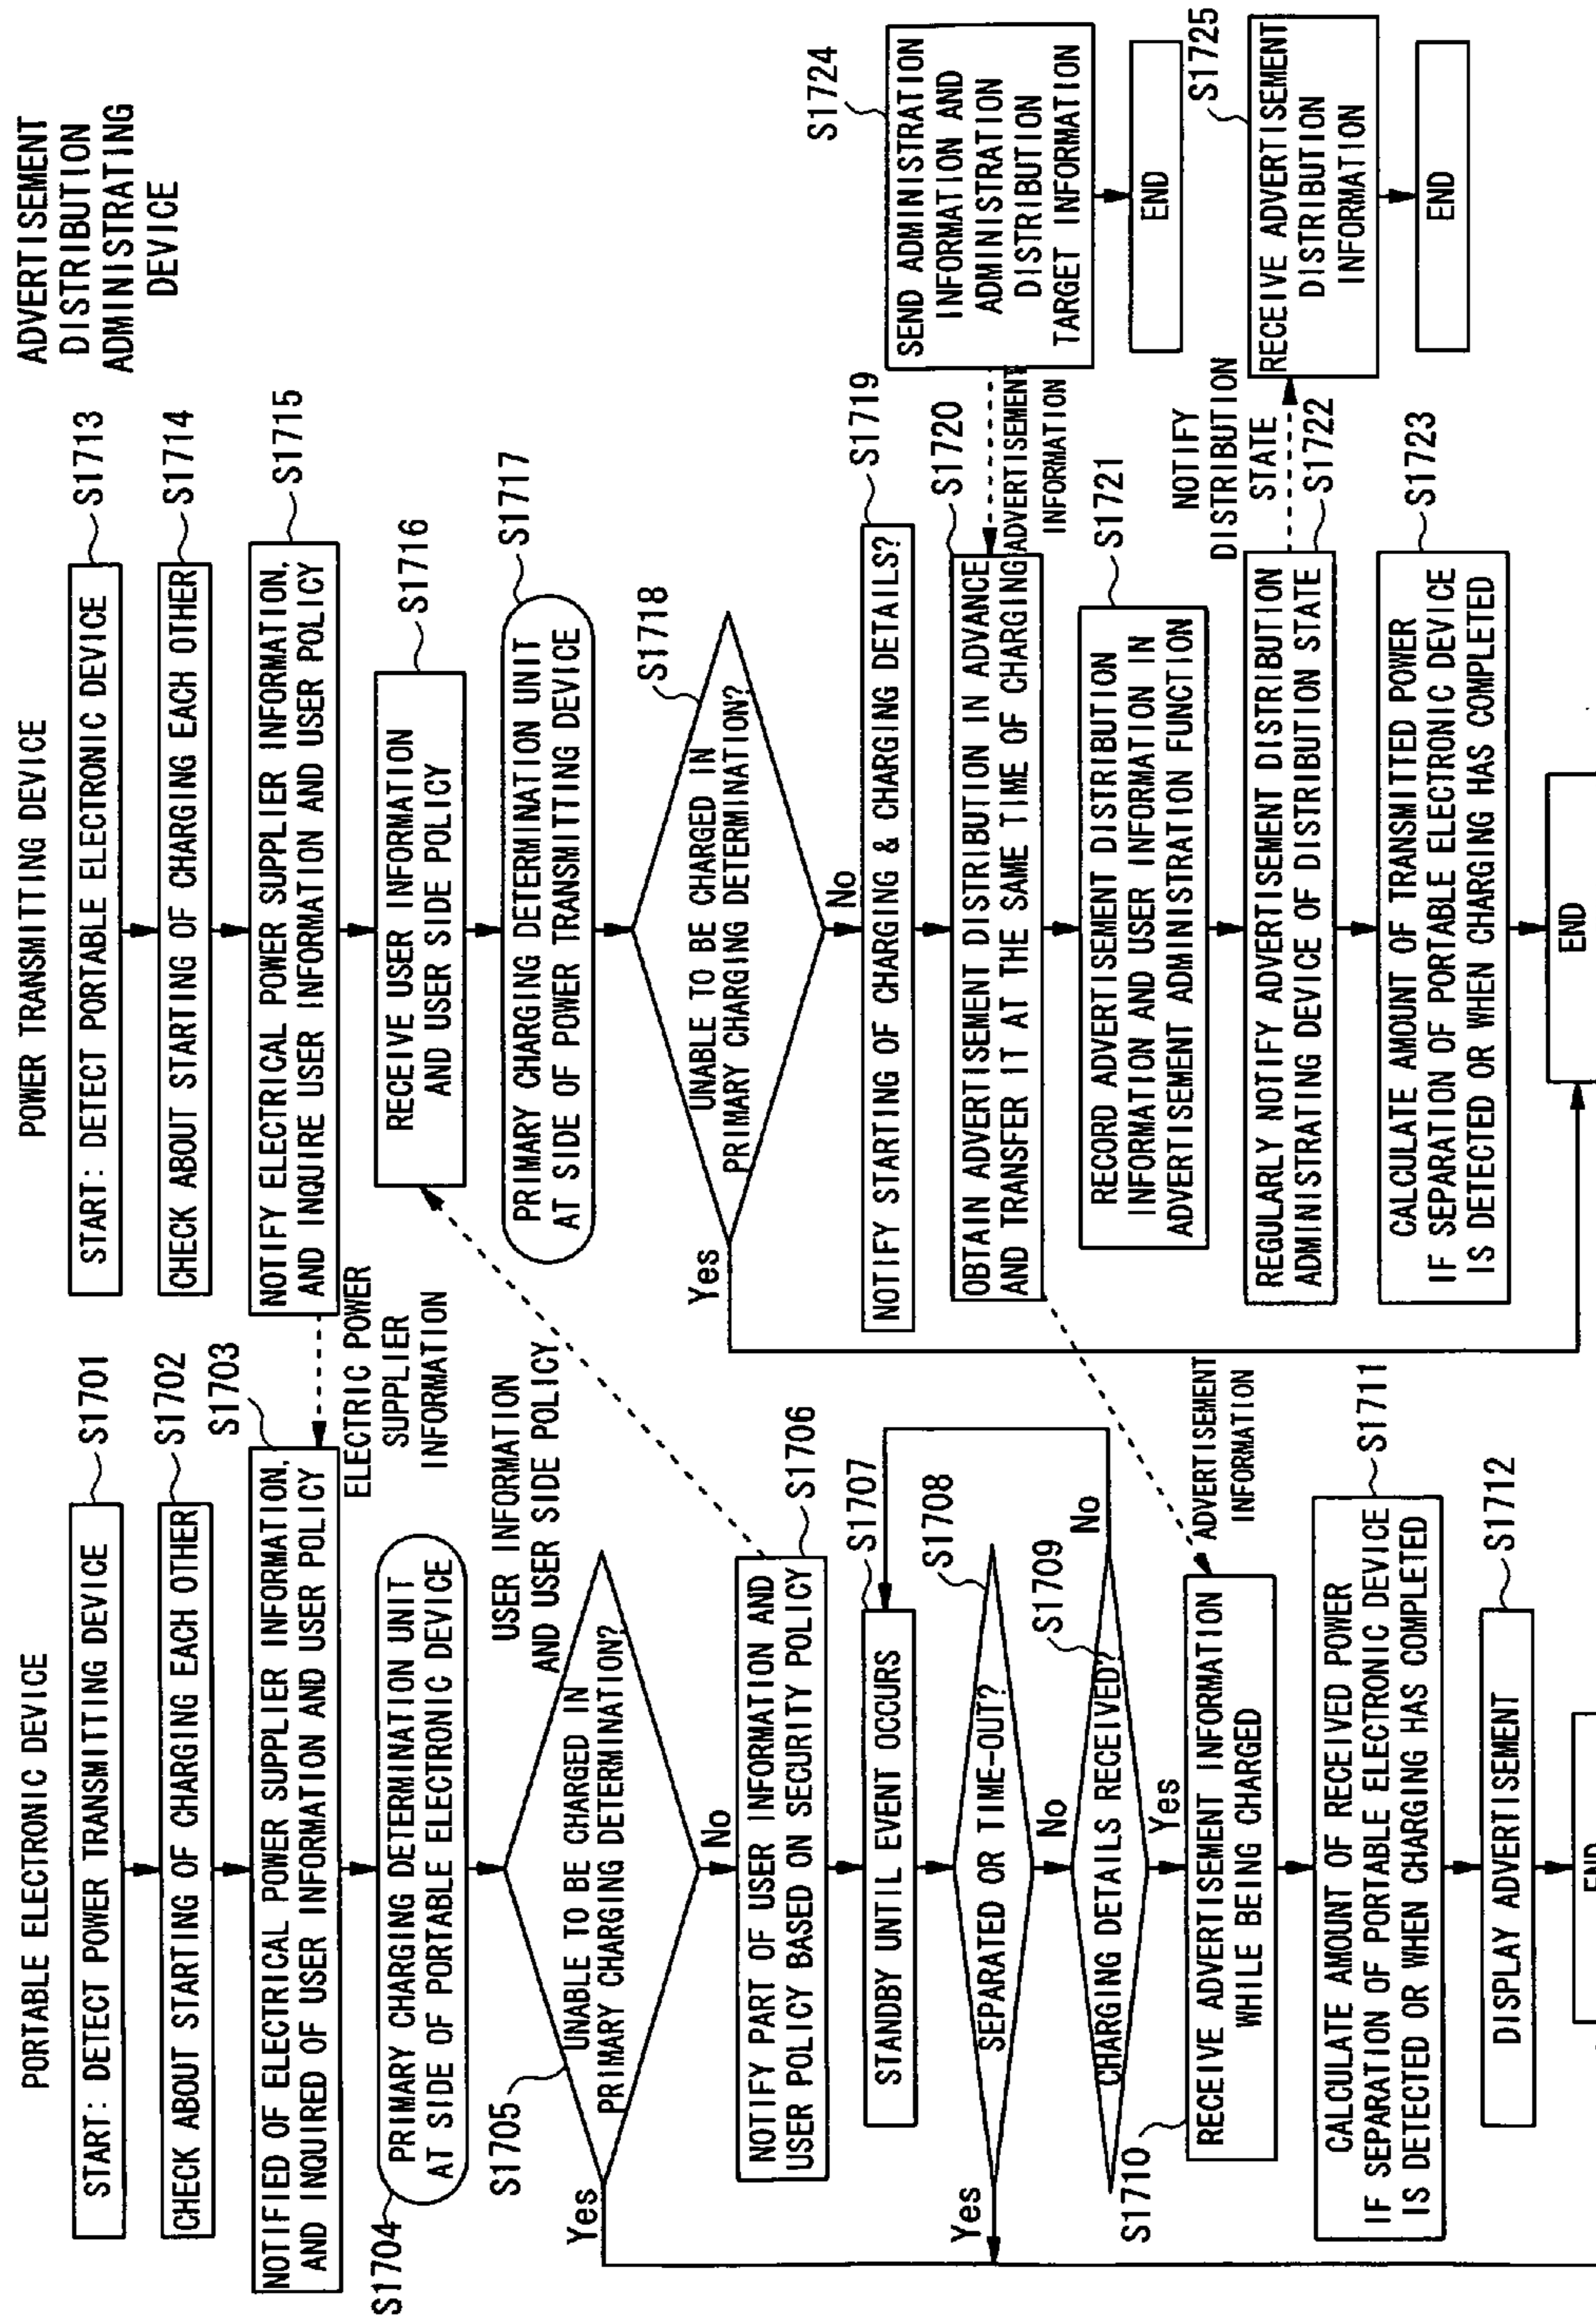 PORTABLE ELECTRONIC DEVICE
START: DETECT POWER TRANSMITTING DEVICE
S1701
CHECK ABOUT STARTING OF CHARGING EACH OTHER
S1702
S1703
NOTIFIED OF ELECTRICAL POWER SUPPLIER INFORMATION,
AND INQUIRED OF USER INFORMATION AND USER POLICY
ELECTRIC POWER
SUPPLIER
INFORMATION
S1704
PRIMARY CHARGING DETERMINATION UNIT
AT SIDE OF PORTABLE ELECTRONIC DEVICE
USER INFORMATION
AND USER SIDE POLICY
S1705
UNABLE TO BE CHARGED IN
PRIMARY CHARGING DETERMINATION?
Yes
No
NOTIFY PART OF USER INFORMATION AND
USER POLICY BASED ON SECURITY POLICY
S1706
STANDBY UNTIL EVENT OCCURS
S1707
SEPARATED OR TIME-OUT?
S1708
Yes
No
CHARGING DETAILS RECEIVED?
S1709
No
Yes
S1710
RECEIVE ADVERTISEMENT INFORMATION
WHILE BEING CHARGED
ADVERTISEMENT
INFORMATION
CALCULATE AMOUNT OF RECEIVED POWER
IF SEPARATION OF PORTABLE ELECTRONIC DEVICE
IS DETECTED OR WHEN CHARGING HAS COMPLETED
S1711
DISPLAY ADVERTISEMENT
S1712
END
POWER TRANSMITTING DEVICE
START: DETECT PORTABLE ELECTRONIC DEVICE
S1713
CHECK ABOUT STARTING OF CHARGING EACH OTHER
S1714
NOTIFY ELECTRICAL POWER SUPPLIER INFORMATION,
AND INQUIRE USER INFORMATION AND USER POLICY
S1715
RECEIVE USER INFORMATION
AND USER SIDE POLICY
S1716
PRIMARY CHARGING DETERMINATION UNIT
AT SIDE OF POWER TRANSMITTING DEVICE
S1717
UNABLE TO BE CHARGED IN
PRIMARY CHARGING DETERMINATION?
S1718
Yes
No
NOTIFY STARTING OF CHARGING & CHARGING DETAILS?
S1719
OBTAIN ADVERTISEMENT DISTRIBUTION IN ADVANCE
AND TRANSFER IT AT THE SAME TIME OF CHARGING
S1720
ADVERTISEMENT
INFORMATION
RECORD ADVERTISEMENT DISTRIBUTION
INFORMATION AND USER INFORMATION IN
ADVERTISEMENT ADMINISTRATION FUNCTION
S1721
NOTIFY
DISTRIBUTION
STATE
REGULARLY NOTIFY ADVERTISEMENT DISTRIBUTION
ADMINISTRATING DEVICE OF DISTRIBUTION STATE
S1722
CALCULATE AMOUNT OF TRANSMITTED POWER
IF SEPARATION OF PORTABLE ELECTRONIC DEVICE
IS DETECTED OR WHEN CHARGING HAS COMPLETED
S1723
END
ADVERTISEMENT
DISTRIBUTION
ADMINISTRATING
DEVICE
S1724
SEND ADMINISTRATION
INFORMATION AND
ADMINISTRATION
DISTRIBUTION
TARGET INFORMATION
END
S1725
RECEIVE ADVERTISEMENT
DISTRIBUTION
INFORMATION
END